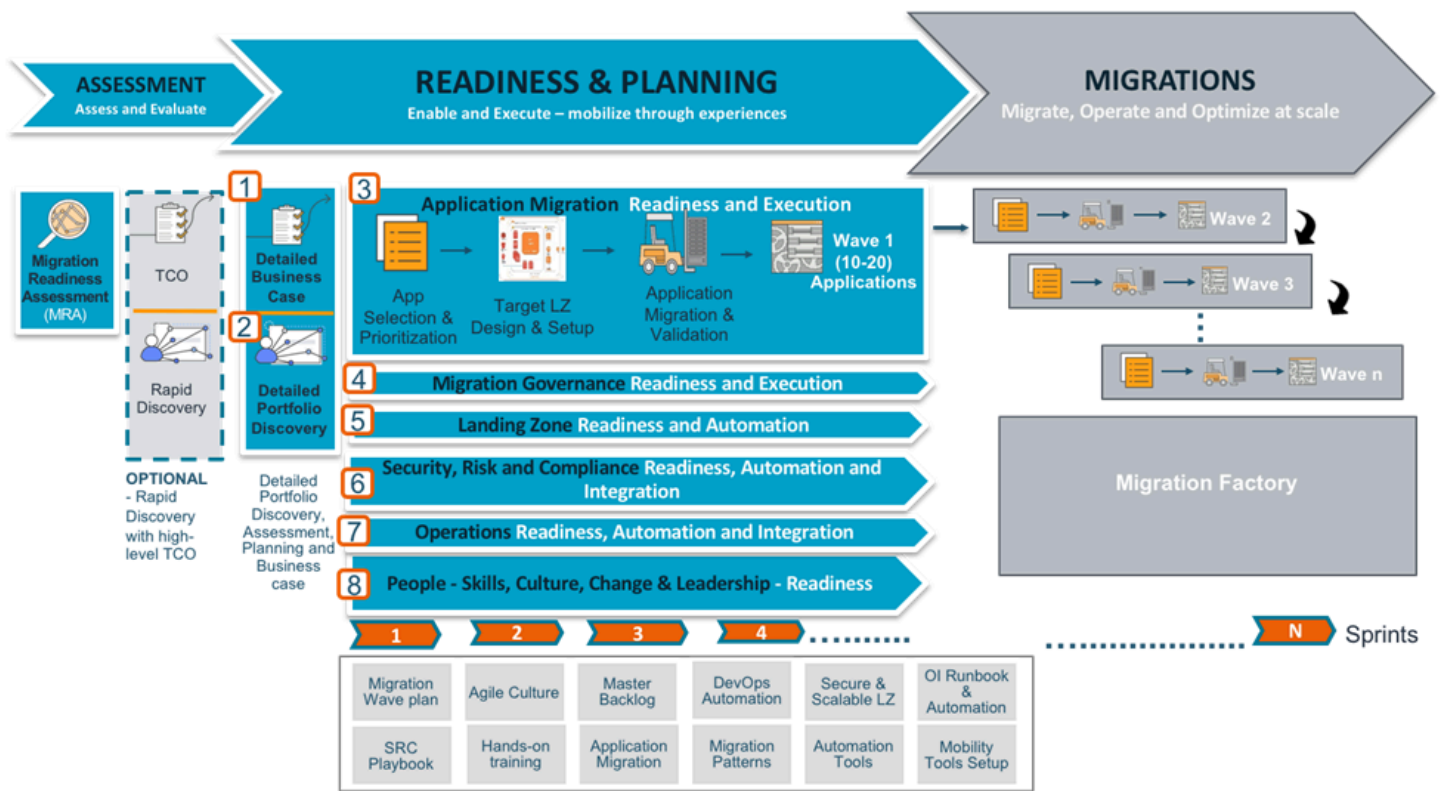 ASSESSMENT
Assess and Evaluate
READINESS & PLANNING
Enable and Execute – mobilize through experiences
MIGRATIONS
Migrate, Operate and Optimize at scale
Migration
Readiness
Assessment
(MRA)
TCO
Rapid
Discovery
OPTIONAL
- Rapid
Discovery
with high-
level TCO
1
Detailed
Business
Case
2
Detailed
Portfolio
Discovery
Detailed
Portfolio
Discovery,
Assessment,
Planning and
Business
case
3
Application Migration Readiness and Execution
App
Selection &
Prioritization
Target LZ
Design & Setup
Application
Migration &
Validation
Wave 1
(10-20)
Applications
4
Migration Governance Readiness and Execution
5
Landing Zone Readiness and Automation
6
Security, Risk and Compliance Readiness, Automation and
Integration
7
Operations Readiness, Automation and Integration
8
People - Skills, Culture, Change & Leadership - Readiness
Wave 2
Wave 3
Wave n
Migration Factory
1
2
3
4
N
Sprints
Migration
Wave plan
Agile Culture
Master
Backlog
DevOps
Automation
Secure &
Scalable LZ
OI Runbook
&
Automation
SRC
Playbook
Hands-on
training
Application
Migration
Migration
Patterns
Automation
Tools
Mobility
Tools Setup